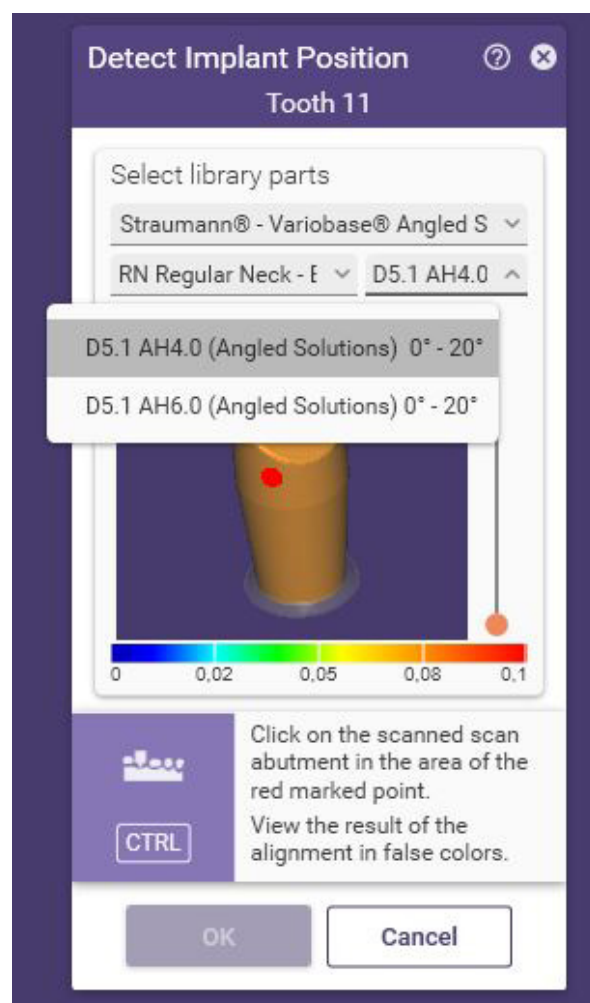 Detect Implant Position
Tooth 11
Select library parts
Straumann® - Variobase® Angled S
RN Regular Neck - E D5.1 AH4.0
D5.1 AH4.0 (Angled Solutions) 0° - 20°
D5.1 AH6.0 (Angled Solutions) 0° - 20°
0 0,02 0,05 0,08 0,1
Click on the scanned scan
abutment in the area of the
red marked point.
CTRL
View the result of the
alignment in false colors.
OK Cancel